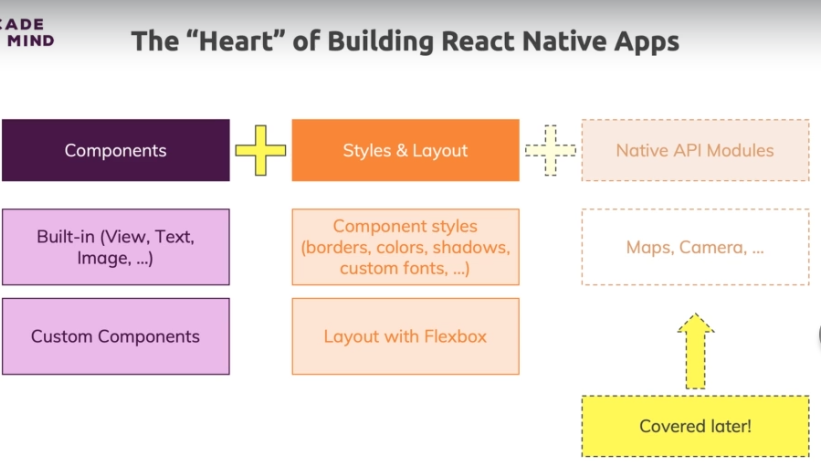 CADE
MIND
The “Heart” of Building React Native Apps
Components
Styles & Layout
Native API Modules
Built-in (View, Text,
Image, ...)
Component styles
(borders, colors, shadows,
custom fonts, ...)
Maps, Camera, ...
Custom Components
Layout with Flexbox
Covered later!